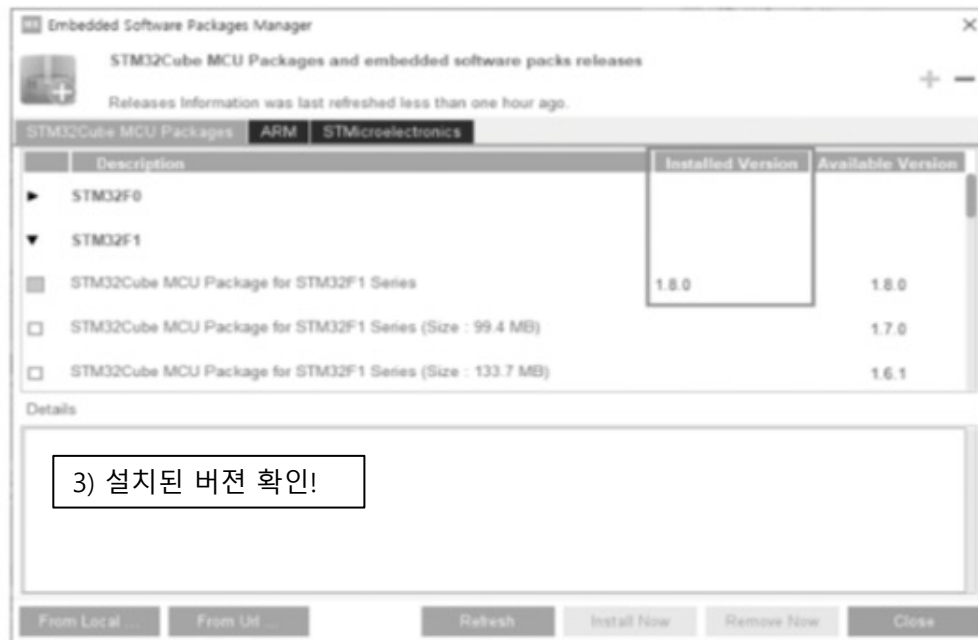 Embedded Software Packages Manager
STM32Cube MCU Packages and embedded software packs releases
Releases Information was last refreshed less than one hour ago.
STM32Cube MCU Packages ARM STMicroelectronics
Description Installed Version Available Version
STM32F0
STM32F1
STM32Cube MCU Package for STM32F1 Series 1.8.0 1.8.0
STM32Cube MCU Package for STM32F1 Series (Size : 99.4 MB) 1.7.0
STM32Cube MCU Package for STM32F1 Series (Size : 133.7 MB) 1.6.1
Details
3) 설치된 버젼 확인!
From Local ... From Url ... Refresh Install Now Remove Now Close